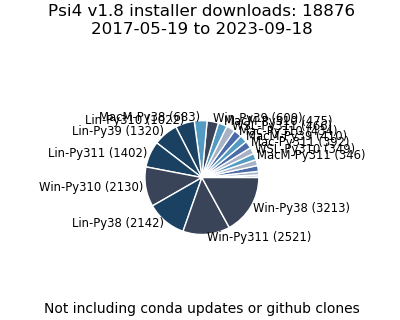 Psi4 v1.8 installer downloads: 18876
2017-05-19 to 2023-09-18
MacM-Py38 (683)
Win-Py39 (609)
Lin-Py310 (1022)
Lin-Py39 (1320)
Lin-Py311 (1402)
MacM-Py311 (346)
Win-Py310 (2130)
Win-Py38 (3213)
Lin-Py38 (2142)
Win-Py311 (2521)
Not including conda updates or github clones